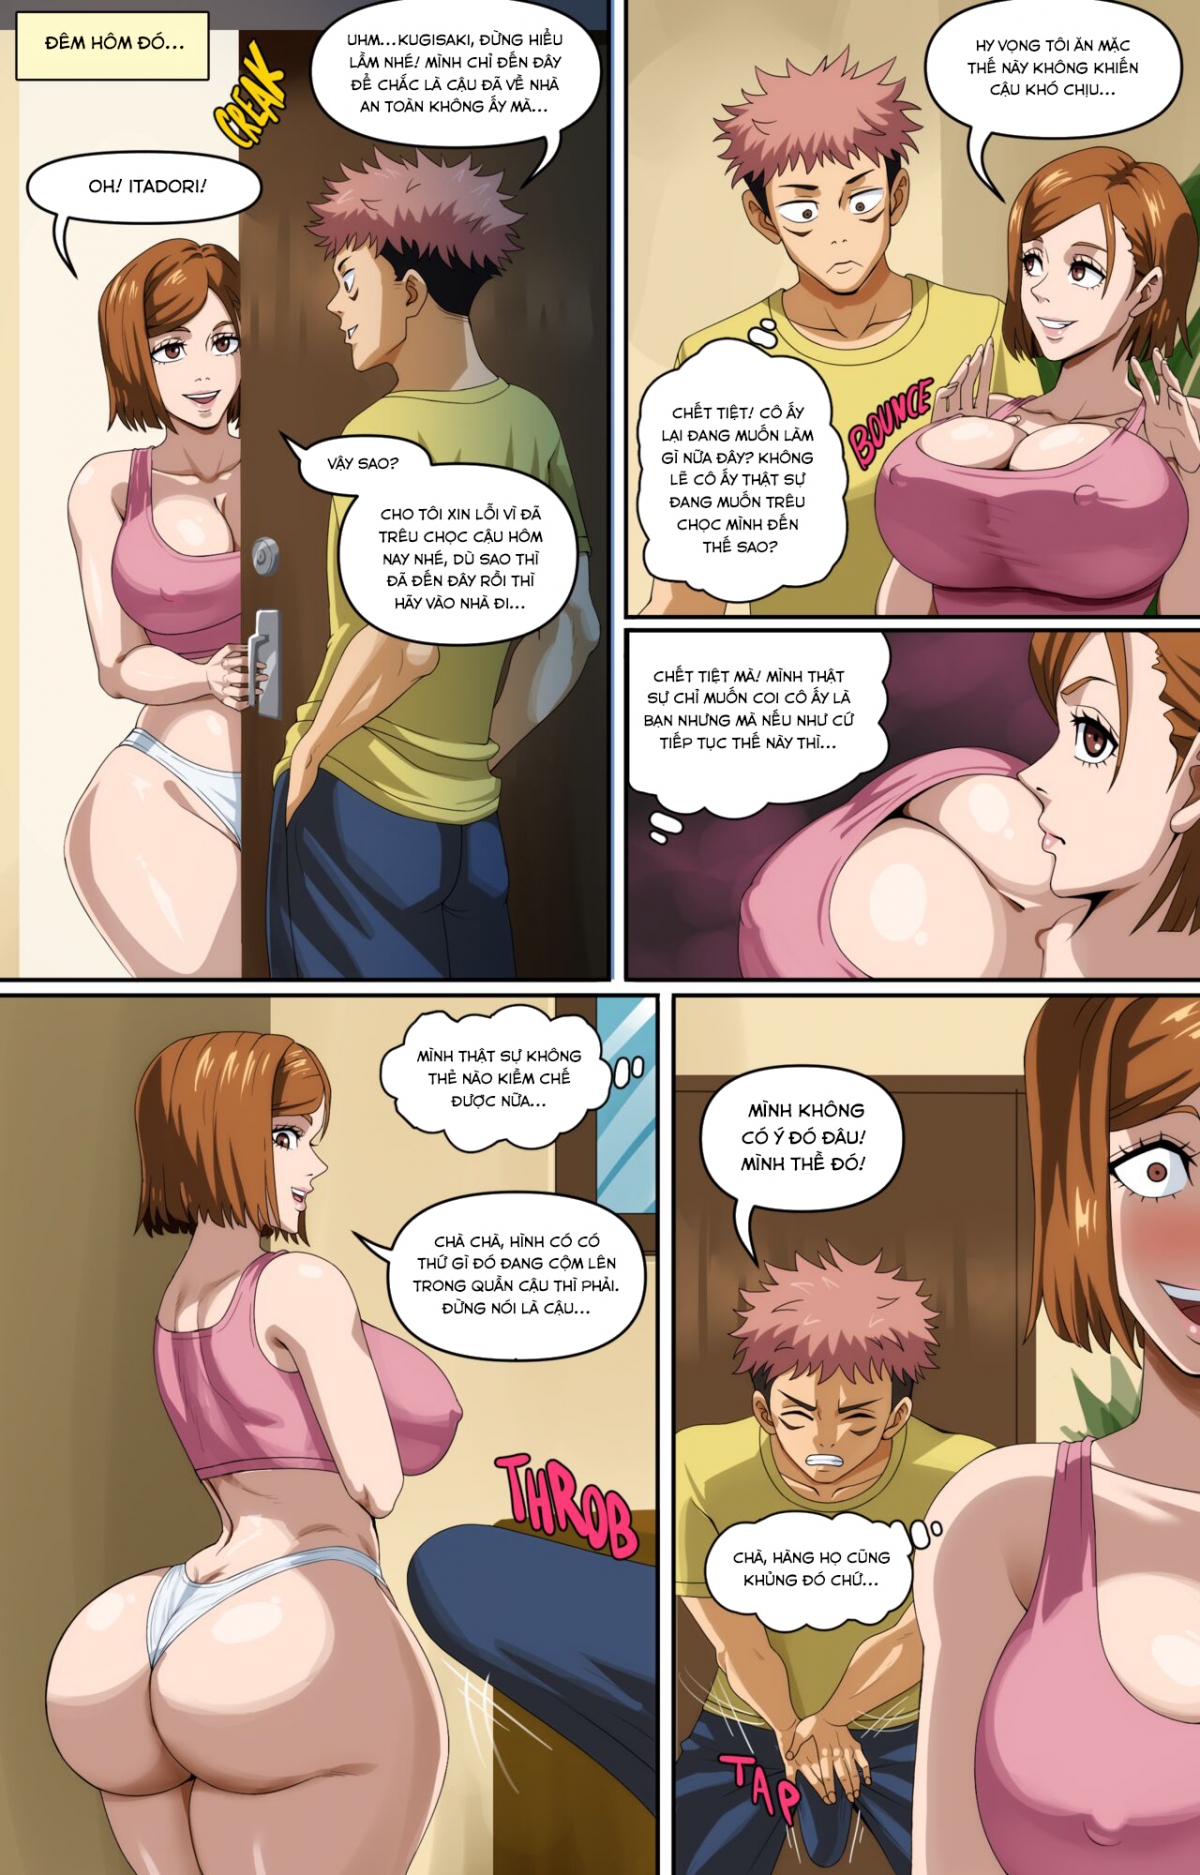 ĐÊM HÔM ĐÓ...
CREAK
UHM...KUGISAKI, ĐỪNG HIỂU
LẦM NHÉ! MÌNH CHỈ ĐẾN ĐÂY
ĐỂ CHẮC LÀ CẬU ĐÃ VỀ NHÀ
AN TOÀN KHÔNG ẤY MÀ...
OH! ITADORI!
VẬY SAO?
CHO TÔI XIN LỖI VÌ ĐÃ
TRÊU CHỌC CẬU HÔM
NAY NHÉ, DÙ SAO THÌ
ĐÃ ĐẾN ĐÂY RỒI THÌ
HÃY VÀO NHÀ ĐI...
HY VỌNG TÔI ĂN MẶC
THẾ NÀY KHÔNG KHIẾN
CẬU KHÓ CHỊU...
BOUNCE
CHẾT TIỆT! CÔ ẤY
LẠI ĐANG MUỐN LÀM
GÌ NỮA ĐÂY? KHÔNG
LẼ CÔ ẤY THẬT SỰ
ĐANG MUỐN TRÊU
CHỌC MÌNH ĐẾN
THẾ SAO?
CHẾT TIỆT MÀ! MÌNH THẬT
SỰ CHỈ MUỐN COI CÔ ẤY LÀ
BẠN NHƯNG MÀ NẾU NHƯ CỨ
TIẾP TỤC THẾ NÀY THÌ...
MÌNH THẬT SỰ KHÔNG
THẺ NÀO KIỀM CHẾ
ĐƯỢC NỮA...
CHÀ CHÀ, HÌNH CÓ CÓ
THỨ GÌ ĐÓ ĐANG CỘM LÊN
TRONG QUẦN CẬU THÌ PHẢI.
ĐỪNG NÓI LÀ CẬU...
THROB
MÌNH KHÔNG
CÓ Ý ĐÓ ĐÂU!
MÌNH THỀ ĐÓ!
CHÀ, HÀNG HỌ CŨNG
KHỦNG ĐÓ CHỨ...
TAP